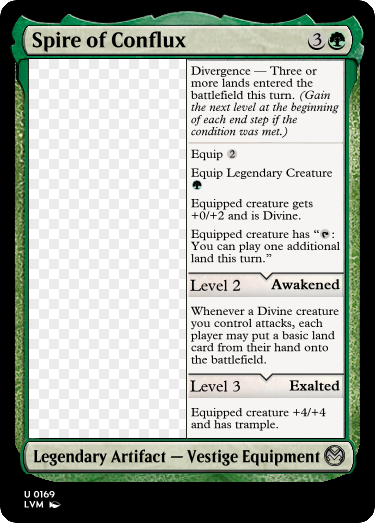 Spire of Conflux 3
Divergence — Three or
more lands entered the
battlefield this turn. (Gain
the next level at the beginning
of each end step if the
condition was met.)
Equip 2
Equip Legendary Creature
Equipped creature gets
+0/+2 and is Divine.
Equipped creature has “:
You can play one additional
land this turn.”
Level 2 Awakened
Whenever a Divine creature
you control attacks, each
player may put a basic land
card from their hand onto
the battlefield.
Level 3 Exalted
Equipped creature +4/+4
and has trample.
Legendary Artifact — Vestige Equipment
U 0169
LVM